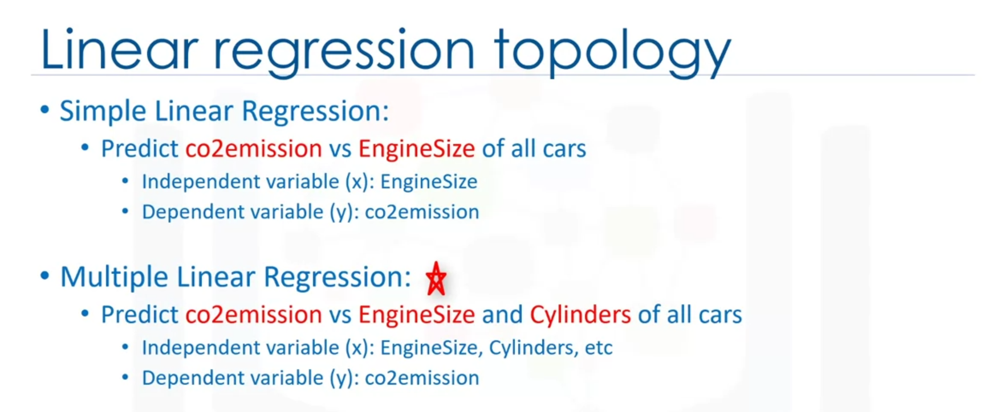 Linear regression topology
• Simple Linear Regression:
• Predict co2emission vs EngineSize of all cars
• Independent variable (x): EngineSize
• Dependent variable (y): co2emission
• Multiple Linear Regression:
• Predict co2emission vs EngineSize and Cylinders of all cars
• Independent variable (x): EngineSize, Cylinders, etc
• Dependent variable (y): co2emission